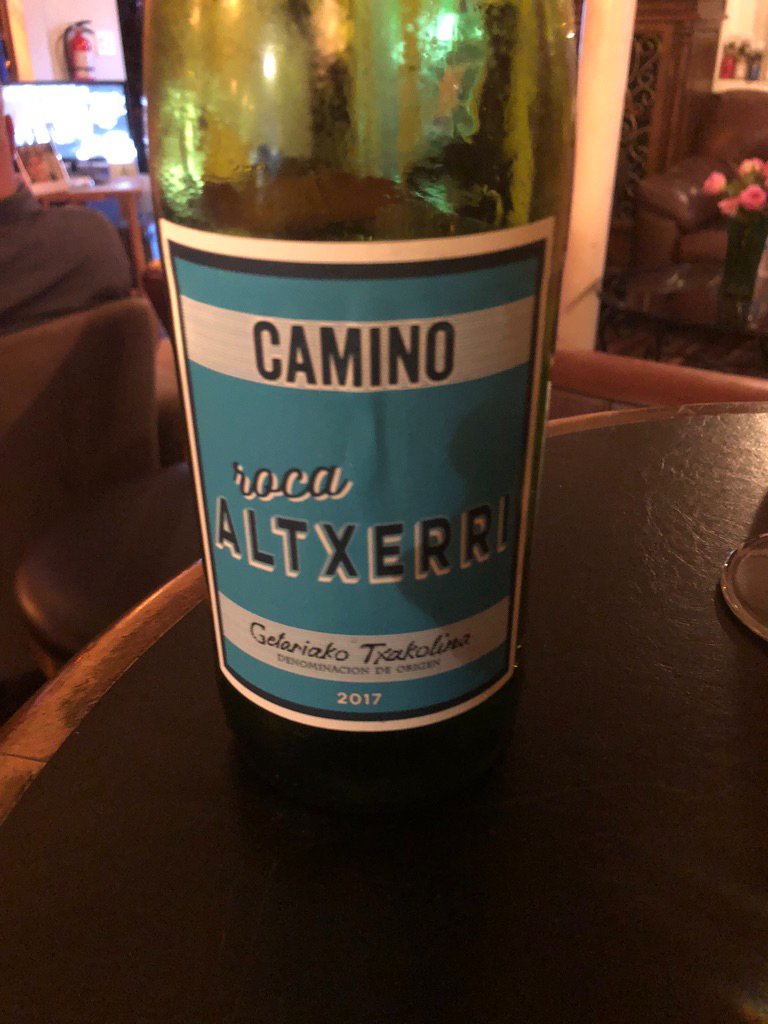 CAMINO
roca
ALTXERRI
Getariako Txakolina
DENOMINACION DE ORIGEN
2017